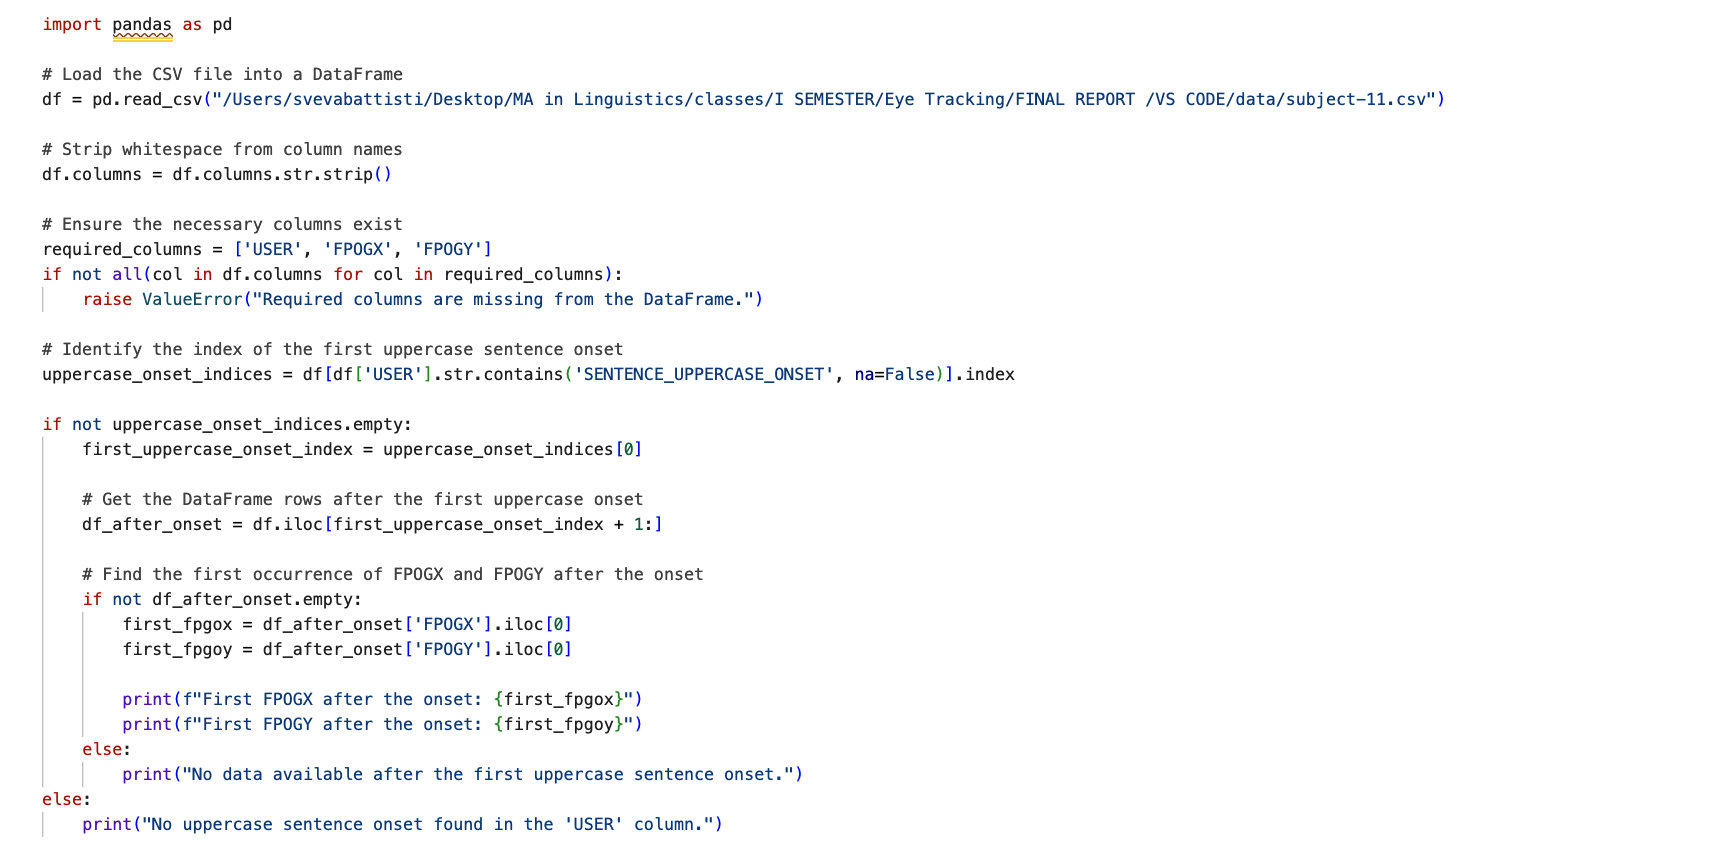 import pandas as pd
# Load the CSV file into a DataFrame
df = pd.read_csv("/Users/svevabattisti/Desktop/MA in Linguistics/classes/I SEMESTER/Eye Tracking/FINAL REPORT /VS CODE/data/subject-11.csv")
# Strip whitespace from column names
df.columns = df.columns.str.strip()
# Ensure the necessary columns exist
required_columns = ['USER', 'FPOGX', 'FPOGY']
if not all(col in df.columns for col in required_columns):
    raise ValueError("Required columns are missing from the DataFrame.")
# Identify the index of the first uppercase sentence onset
uppercase_onset_indices = df[df['USER'].str.contains('SENTENCE_UPPERCASE_ONSET', na=False)].index
if not uppercase_onset_indices.empty:
    first_uppercase_onset_index = uppercase_onset_indices[0]
    # Get the DataFrame rows after the first uppercase onset
    df_after_onset = df.iloc[first_uppercase_onset_index + 1:]
    # Find the first occurrence of FPOGX and FPOGY after the onset
    if not df_after_onset.empty:
        first_fpgox = df_after_onset['FPOGX'].iloc[0]
        first_fpgoy = df_after_onset['FPOGY'].iloc[0]
        print(f"First FPOGX after the onset: {first_fpgox}")
        print(f"First FPOGY after the onset: {first_fpgoy}")
    else:
        print("No data available after the first uppercase sentence onset.")
else:
    print("No uppercase sentence onset found in the 'USER' column.")